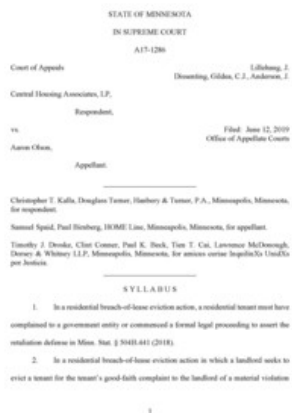 STATE OF MINNESOTA
IN SUPREME COURT
A17-1286
Court of Appeals Lillehaug, J.
Dissenting, Gildea, C.J., Anderson, J.
Central Housing Associates, LP,
Respondent,
vs. Filed: June 12, 2019
Office of Appellate Courts
Aaron Olson,
Appellant.
Christopher T. Kalla, Douglass Turner, Hanbery & Turner, P.A., Minneapolis, Minnesota,
for respondent.
Samuel Spaid, Paul Birnberg, HOME Line, Minneapolis, Minnesota, for appellant.
Timothy J. Droske, Clint Conner, Paul K. Beck, Tien T. Cai, Lawrence McDonough,
Dorsey & Whitney LLP, Minneapolis, Minnesota, for amicus curiae InquilinXs UnidXs
por Justicia.
SYLLABUS
1. In a residential breach-of-lease eviction action, a residential tenant must have
complained to a government entity or commenced a formal legal proceeding to assert the
retaliation defense in Minn. Stat. § 504B.441 (2018).
2. In a residential breach-of-lease eviction action in which a landlord seeks to
evict a tenant for the tenant's good-faith complaint to the landlord of a material violation
1